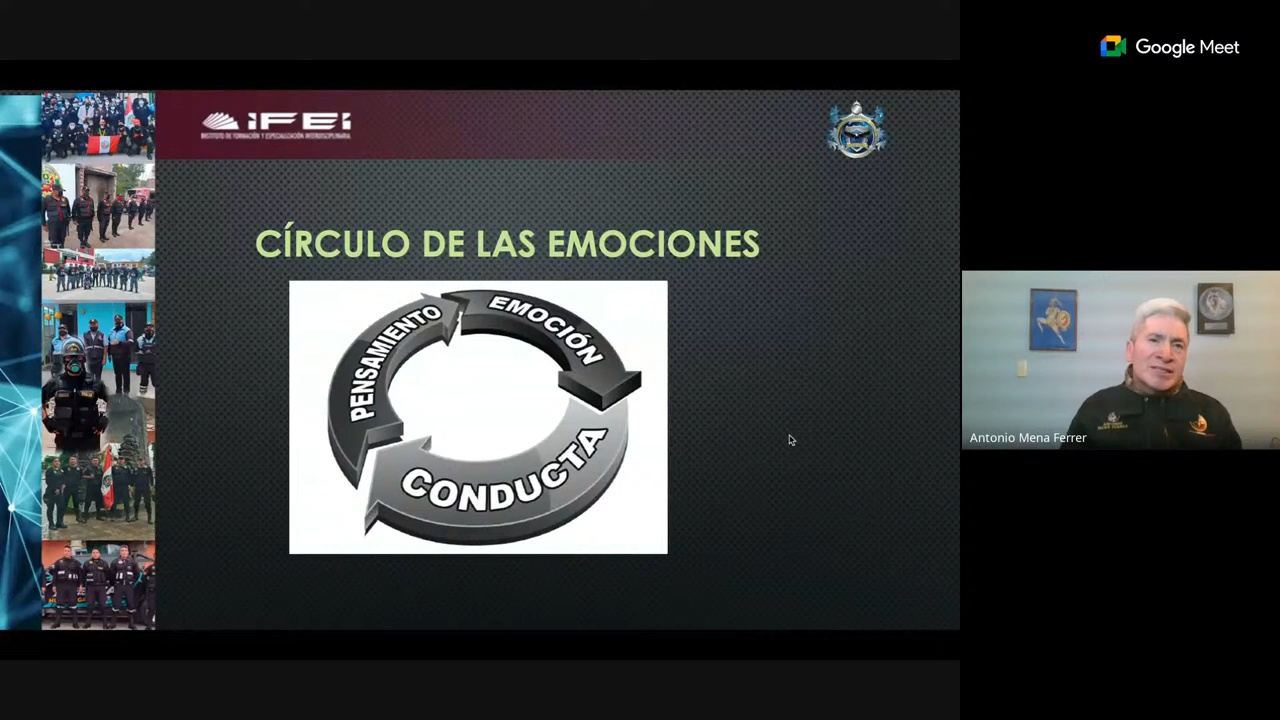 Google Meet
iFEi
INSTITUTO DE FORMACIÓN Y ESPECIALIZACIÓN INTERDISCIPLINARIA
CÍRCULO DE LAS EMOCIONES
PENSAMIENTO
EMOCIÓN
CONDUCTA
Antonio Mena Ferrer